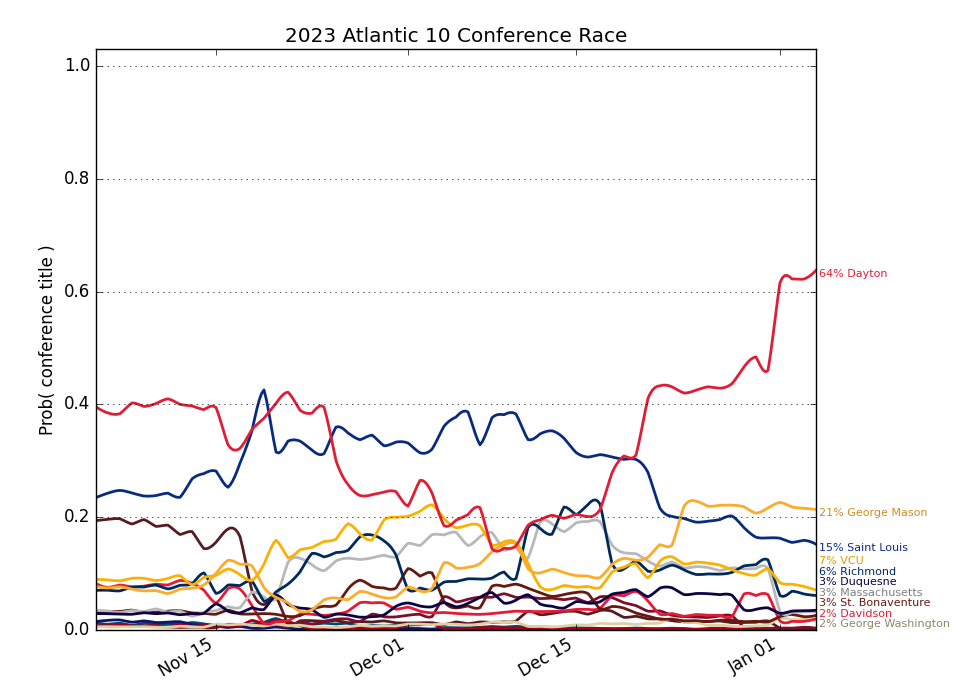 2023 Atlantic 10 Conference Race
Prob( conference title )
1.0
0.8
0.6
0.4
0.2
0.0
Nov 15
Dec 01
Dec 15
Jan 01
64% Dayton
21% George Mason
15% Saint Louis
7% VCU
6% Richmond
3% Duquesne
3% Massachusetts
3% St. Bonaventure
2% Davidson
2% George Washington